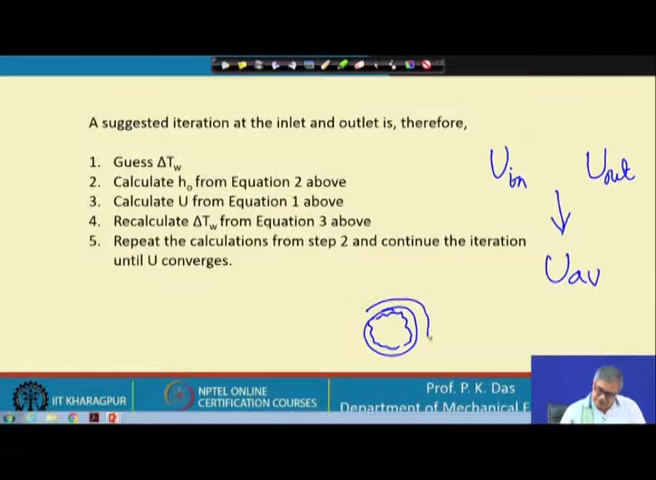 A suggested iteration at the inlet and outlet is, therefore,
1. Guess ΔTw
2. Calculate ho from Equation 2 above
3. Calculate U from Equation 1 above
4. Recalculate ΔTw from Equation 3 above
5. Repeat the calculations from step 2 and continue the iteration
until U converges.
Uin Uout
Uav
IIT KHARAGPUR
NPTEL ONLINE
CERTIFICATION COURSES
Prof. P. K. Das
Department of Mechanical E